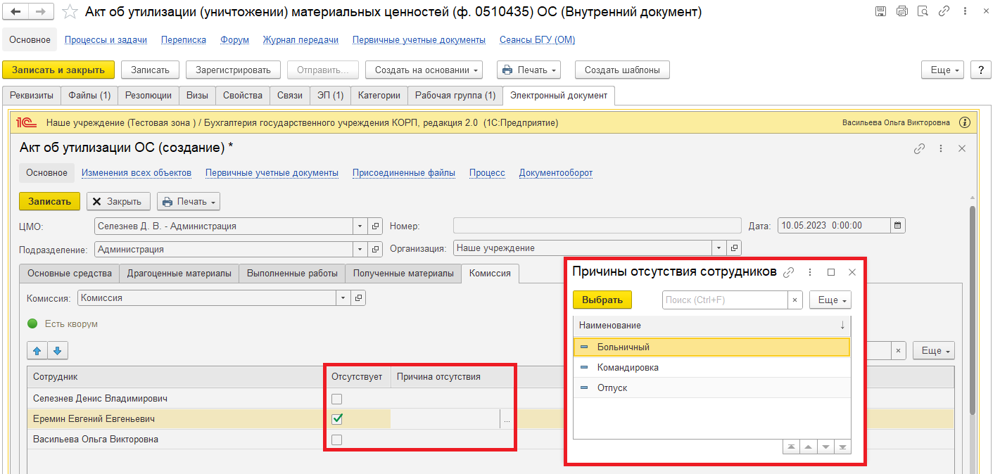 Акт об утилизации (уничтожении) материальных ценностей (ф. 0510435) ОС (Внутренний документ)
Основное Процессы и задачи Переписка Форум Журнал передачи Первичные учетные документы Сеансы БГУ (ОМ)
Записать и закрыть Записать Зарегистрировать Отправить... Создать на основании Печать Создать шаблоны Еще ?
Реквизиты Файлы (1) Резолюции Визы Свойства Связи ЭП (1) Категории Рабочая группа (1) Электронный документ
1С Наше учреждение (Тестовая зона ) / Бухгалтерия государственного учреждения КОРП, редакция 2.0 (1С:Предприятие) Васильева Ольга Викторовна
Акт об утилизации ОС (создание) *
Основное Изменения всех объектов Первичные учетные документы Присоединенные файлы Процесс Документооборот
Записать Закрыть Печать
ЦМО: Селезнев Д. В. - Администрация Номер: Дата: 10.05.2023 0:00:00
Подразделение: Администрация Организация: Наше учреждение
Основные средства Драгоценные материалы Выполненные работы Полученные материалы Комиссия
Комиссия: Комиссия
Есть кворум
Еще
Сотрудник Отсутствует Причина отсутствия
Селезнев Денис Владимирович
Еремин Евгений Евгеньевич ...
Васильева Ольга Викторовна
Причины отсутствия сотрудников
Выбрать Поиск (Ctrl+F) × Еще
Наименование ↓
Больничный
Командировка
Отпуск